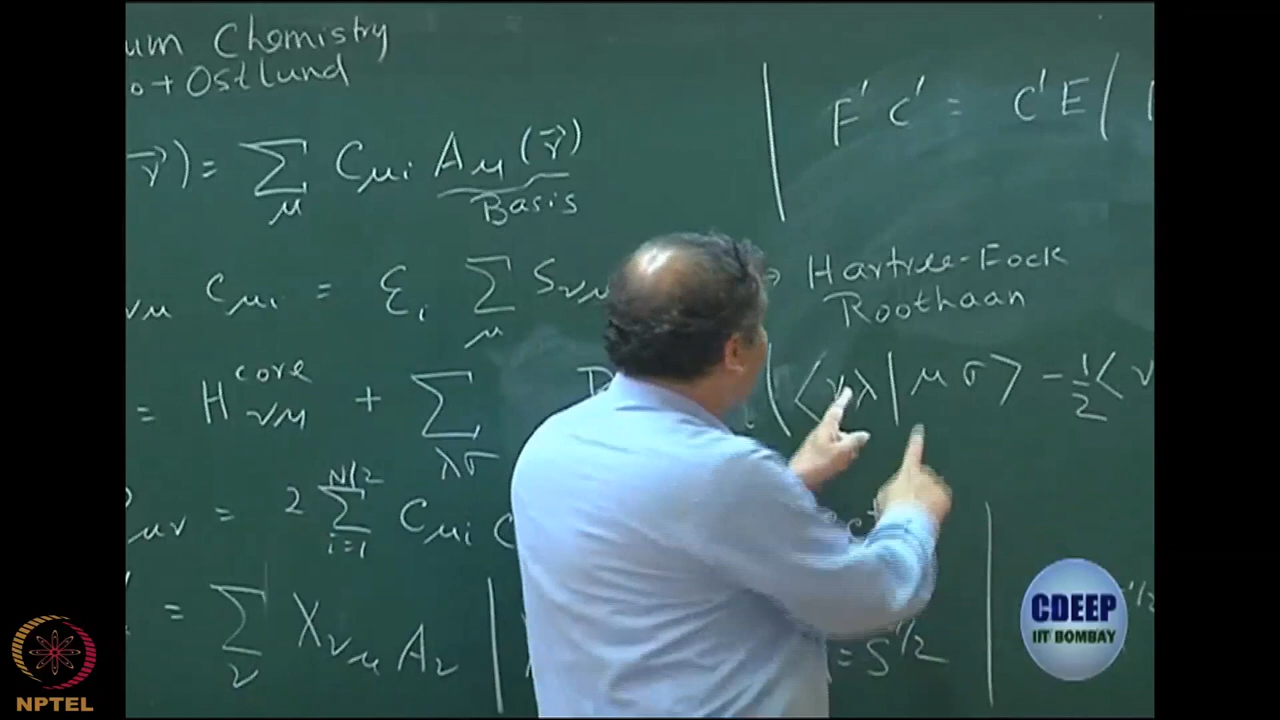 um Chemistry
o + Ostlund
F' C' = C' E (
r⃗) = Σ_μ C_μi A_μ (r⃗)
Basis
νμ C_μi = ε_i Σ_μ S_νμ
→ Hartree-Fock
Roothaan
= H^core_νμ + Σ_λσ ⟨νλ | μσ⟩ - 1/2 ⟨ν
μν = 2 Σ_{i=1}^{N/2} C_μi C
= Σ_ν X_νμ A_ν
= S^1/2
CDEEP
IIT BOMBAY
NPTEL